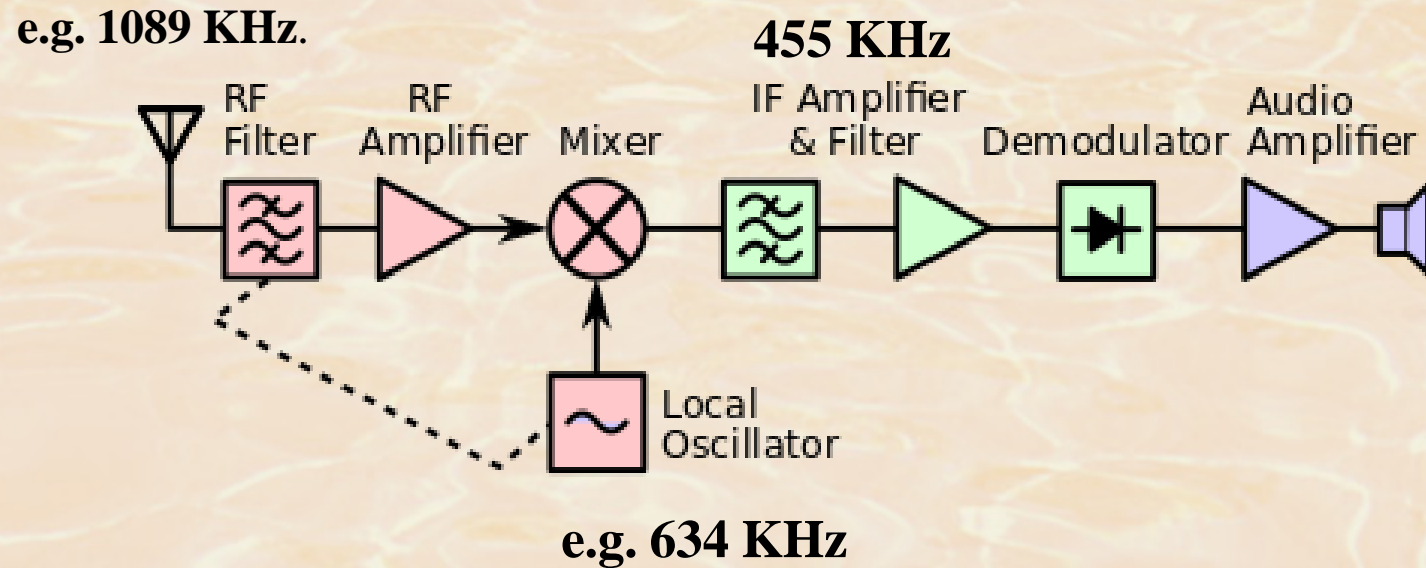 e.g. 1089 KHz.
455 KHz
RF
Filter
RF
Amplifier
Mixer
IF Amplifier
& Filter
Demodulator
Audio
Amplifier
Local
Oscillator
e.g. 634 KHz